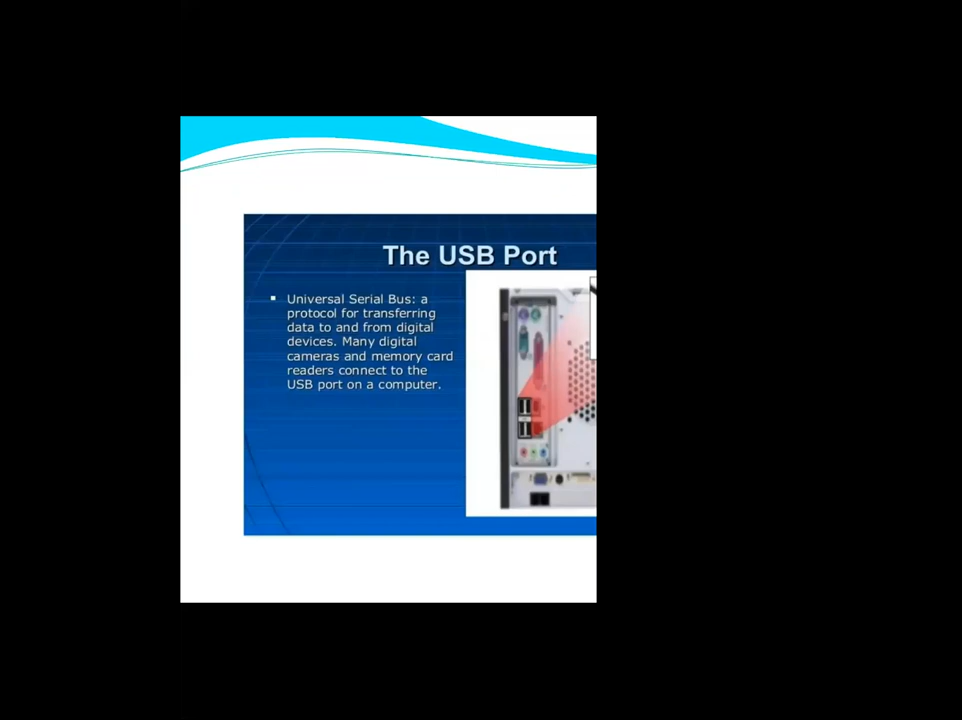 The USB Port
Universal Serial Bus: a
protocol for transferring
data to and from digital
devices. Many digital
cameras and memory card
readers connect to the
USB port on a computer.